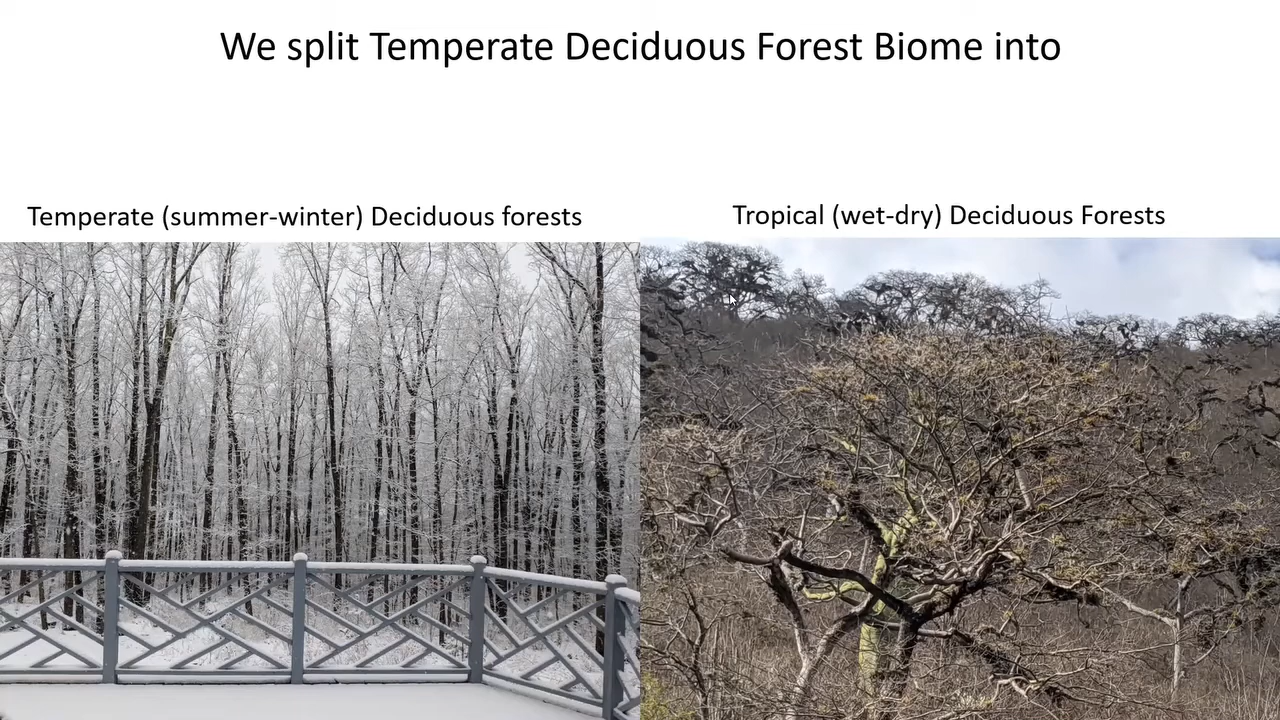 We split Temperate Deciduous Forest Biome into
Temperate (summer-winter) Deciduous forests
Tropical (wet-dry) Deciduous Forests